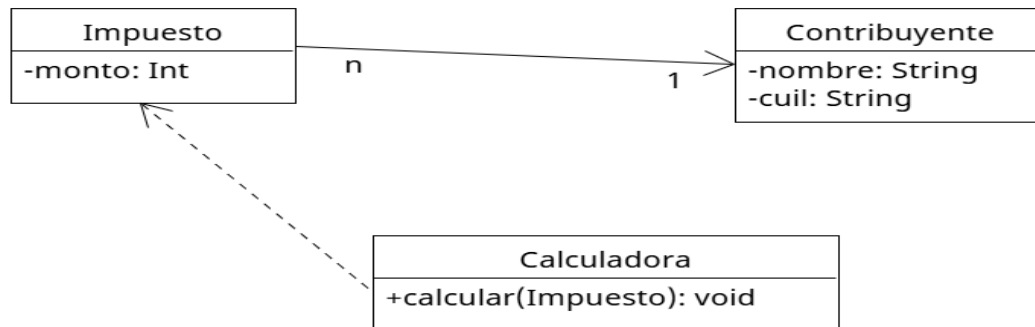 Impuesto
-monto: Int
n
1
Contribuyente
-nombre: String
-cuil: String
Calculadora
+calcular(Impuesto): void